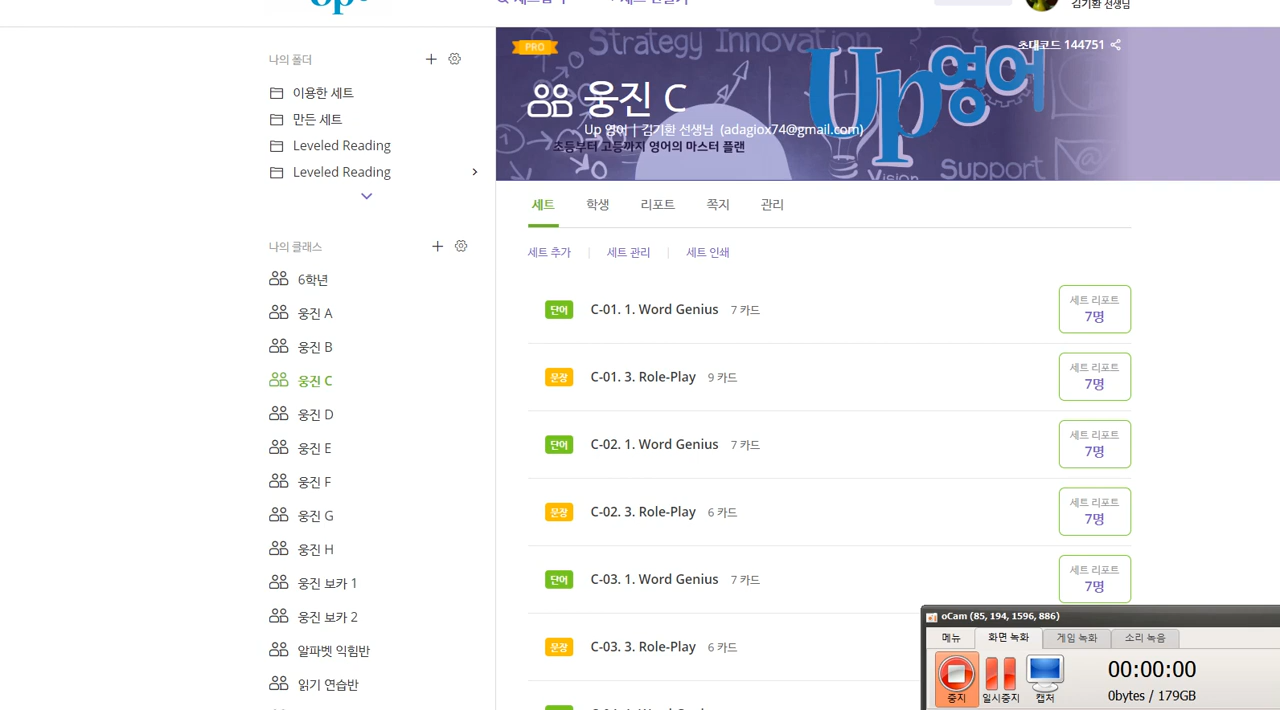 김기환 선생님
나의 폴더
이용한 세트
만든 세트
Leveled Reading
Leveled Reading
나의 클래스
6학년
웅진 A
웅진 B
웅진 C
웅진 D
웅진 E
웅진 F
웅진 G
웅진 H
웅진 보카 1
웅진 보카 2
알파벳 익힘반
읽기 연습반
PRO
Strategy Innovation
초대코드 144751
웅진 C
Up영어
Up 영어 | 김기환 선생님 (adagiox74@gmail.com)
초등부터 고등까지 영어의 마스터 플랜
Vision
Support
세트 학생 리포트 쪽지 관리
세트 추가 | 세트 관리 | 세트 인쇄
단어 C-01. 1. Word Genius 7 카드
세트 리포트
7명
문장 C-01. 3. Role-Play 9 카드
세트 리포트
7명
단어 C-02. 1. Word Genius 7 카드
세트 리포트
7명
문장 C-02. 3. Role-Play 6 카드
세트 리포트
7명
단어 C-03. 1. Word Genius 7 카드
세트 리포트
7명
문장 C-03. 3. Role-Play 6 카드
oCam (85, 194, 1596, 886)
메뉴 화면 녹화 게임 녹화 소리 녹음
중지 일시중지 캡처
00:00:00
0bytes / 179GB